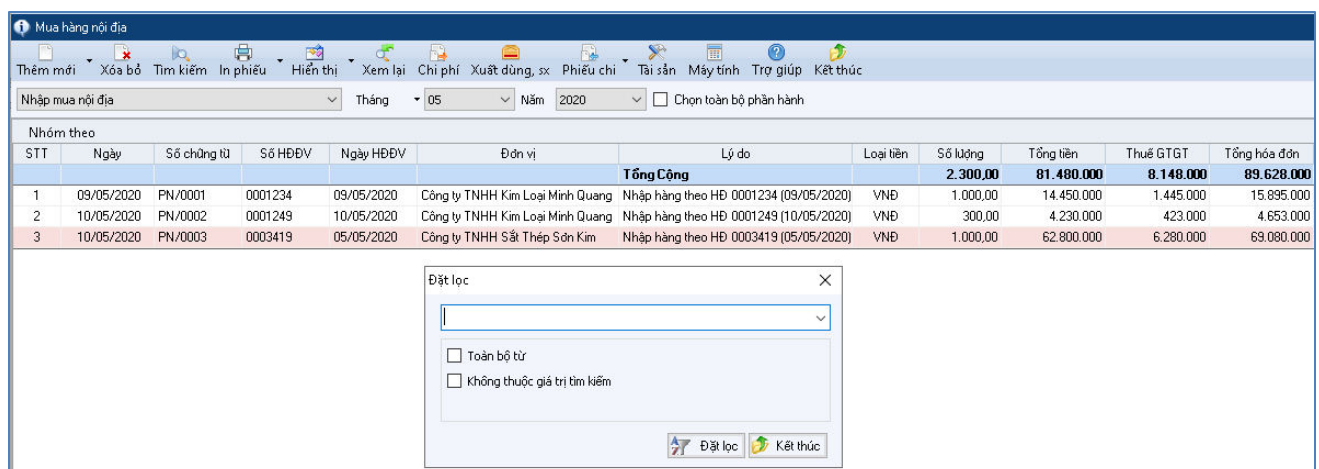 Mua hàng nội địa
Thêm mới Xóa bỏ Tìm kiếm In phiếu Hiển thị Xem lại Chi phí Xuất dùng, sx Phiếu chi Tài sản Máy tính Trợ giúp Kết thúc
Nhập mua nội địa Tháng 05 Năm 2020 Chọn toàn bộ phần hành
Nhóm theo
STT Ngày Số chứng từ Số HĐĐV Ngày HĐĐV Đơn vị Lý do Loại tiền Số lượng Tổng tiền Thuế GTGT Tổng hóa đơn
Tổng Cộng 2.300,00 81.480.000 8.148.000 89.628.000
1 09/05/2020 PN/0001 0001234 09/05/2020 Công ty TNHH Kim Loại Minh Quang Nhập hàng theo HĐ 0001234 (09/05/2020) VNĐ 1.000,00 14.450.000 1.445.000 15.895.000
2 10/05/2020 PN/0002 0001249 10/05/2020 Công ty TNHH Kim Loại Minh Quang Nhập hàng theo HĐ 0001249 (10/05/2020) VNĐ 300,00 4.230.000 423.000 4.653.000
3 10/05/2020 PN/0003 0003419 05/05/2020 Công ty TNHH Sắt Thép Sơn Kim Nhập hàng theo HĐ 0003419 (05/05/2020) VNĐ 1.000,00 62.800.000 6.280.000 69.080.000
Đặt lọc
Toàn bộ từ
Không thuộc giá trị tìm kiếm
Đặt lọc Kết thúc